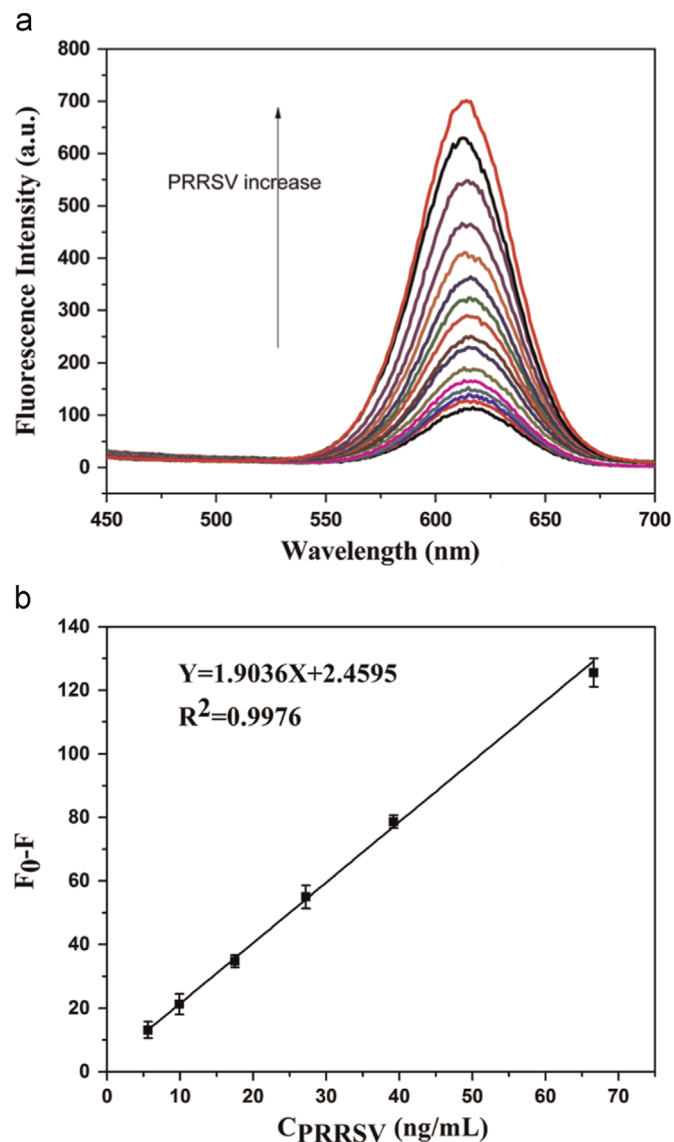 a
800
700
600
500
400
300
200
100
0
Fluorescence Intensity (a.u.)
PRRSV increase
450 500 550 600 650 700
Wavelength (nm)
b
140
120
100
80
60
40
20
0
F0-F
Y=1.9036X+2.4595
R2=0.9976
0 10 20 30 40 50 60 70
CPRRSV (ng/mL)